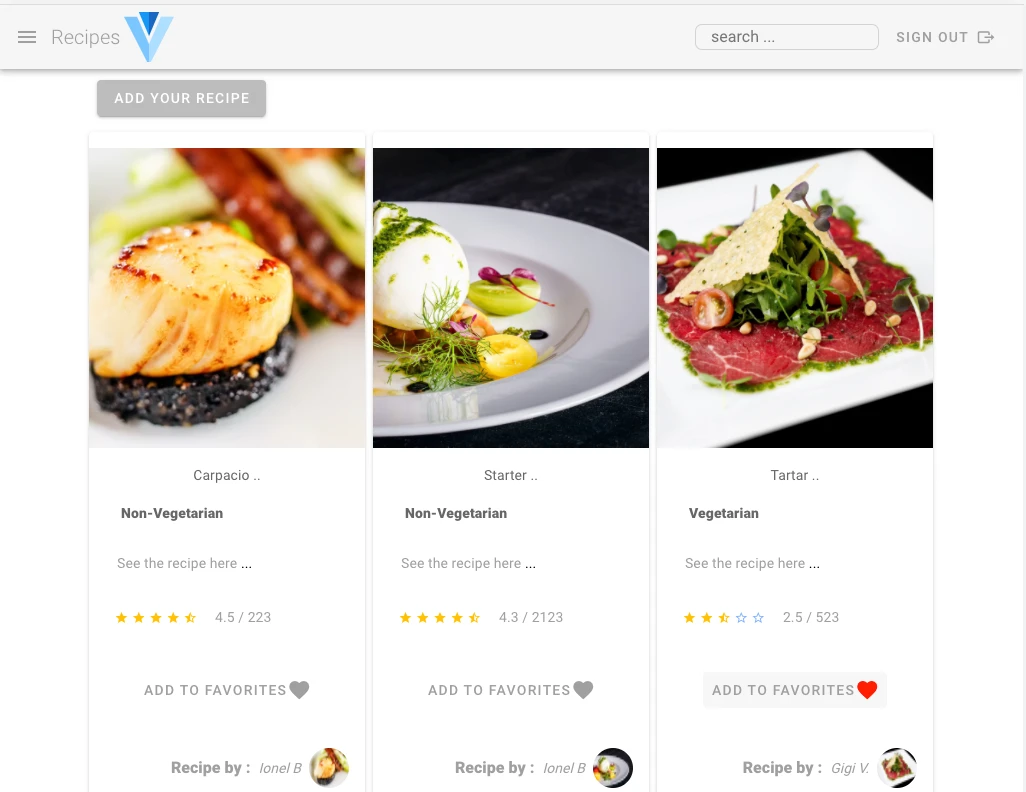 Recipes
search ...
SIGN OUT
ADD YOUR RECIPE
Carpacio ..
Starter ..
Tartar ..
Non-Vegetarian
Non-Vegetarian
Vegetarian
See the recipe here ...
See the recipe here ...
See the recipe here ...
4.5 / 223
4.3 / 2123
2.5 / 523
ADD TO FAVORITES
ADD TO FAVORITES
ADD TO FAVORITES
Recipe by : Ionel B
Recipe by : Ionel B
Recipe by : Gigi V.